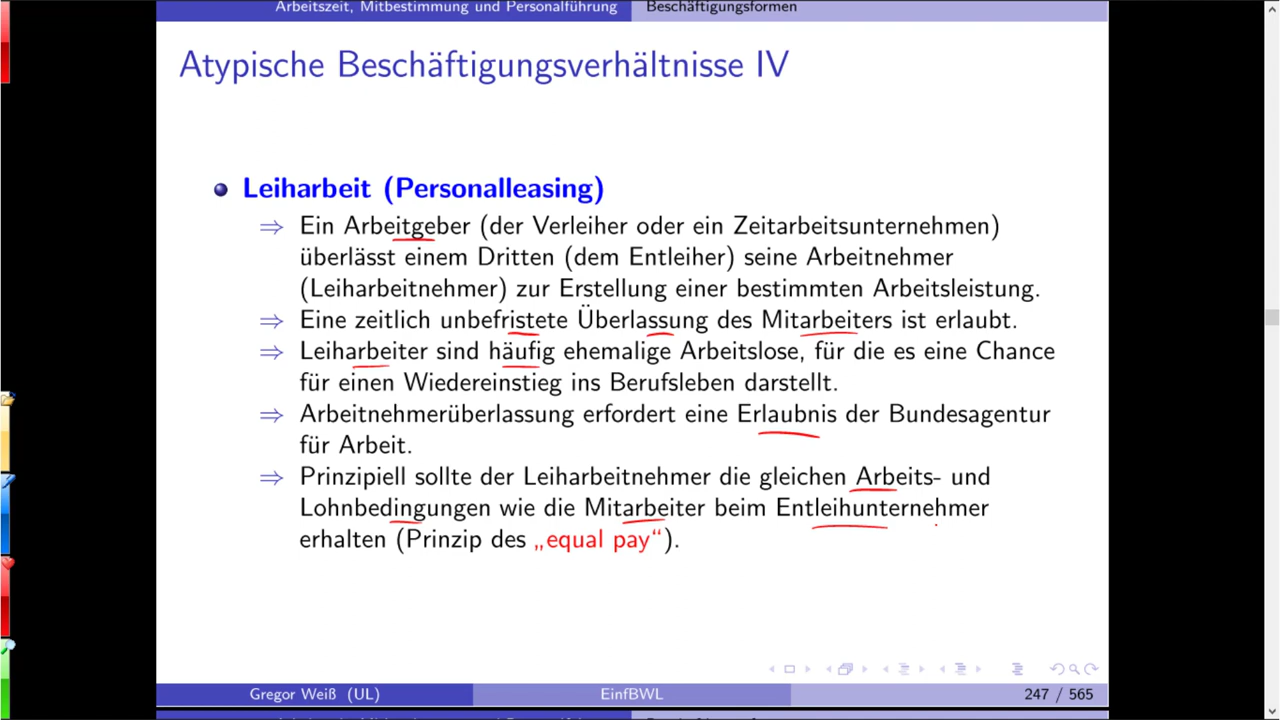 Arbeitszeit, Mitbestimmung und Personalführung Beschäftigungsformen
Atypische Beschäftigungsverhältnisse IV
Leiharbeit (Personalleasing)
⇒ Ein Arbeitgeber (der Verleiher oder ein Zeitarbeitsunternehmen)
überlässt einem Dritten (dem Entleiher) seine Arbeitnehmer
(Leiharbeitnehmer) zur Erstellung einer bestimmten Arbeitsleistung.
⇒ Eine zeitlich unbefristete Überlassung des Mitarbeiters ist erlaubt.
⇒ Leiharbeiter sind häufig ehemalige Arbeitslose, für die es eine Chance
für einen Wiedereinstieg ins Berufsleben darstellt.
⇒ Arbeitnehmerüberlassung erfordert eine Erlaubnis der Bundesagentur
für Arbeit.
⇒ Prinzipiell sollte der Leiharbeitnehmer die gleichen Arbeits- und
Lohnbedingungen wie die Mitarbeiter beim Entleihunternehmer
erhalten (Prinzip des „equal pay“).
Gregor Weiß (UL) EinfBWL 247 / 565